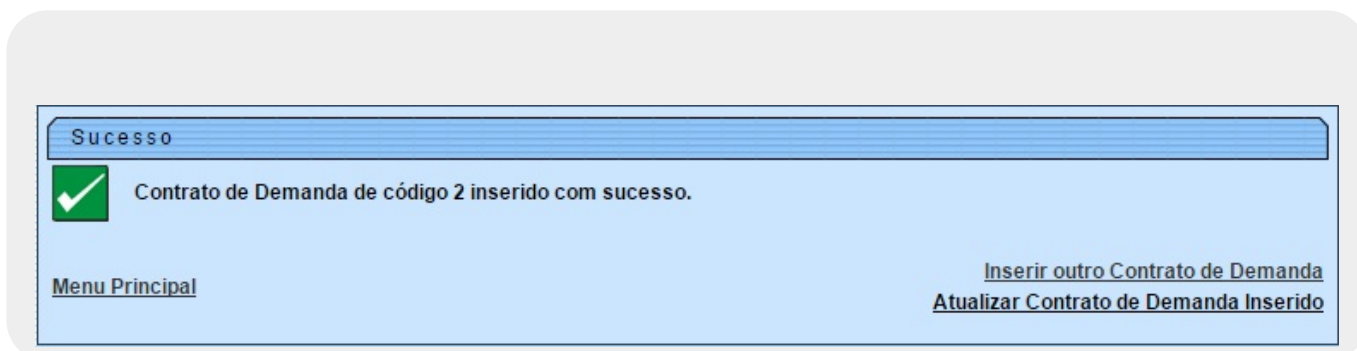 Sucesso
Contrato de Demanda de código 2 inserido com sucesso.
Menu Principal
Inserir outro Contrato de Demanda
Atualizar Contrato de Demanda Inserido